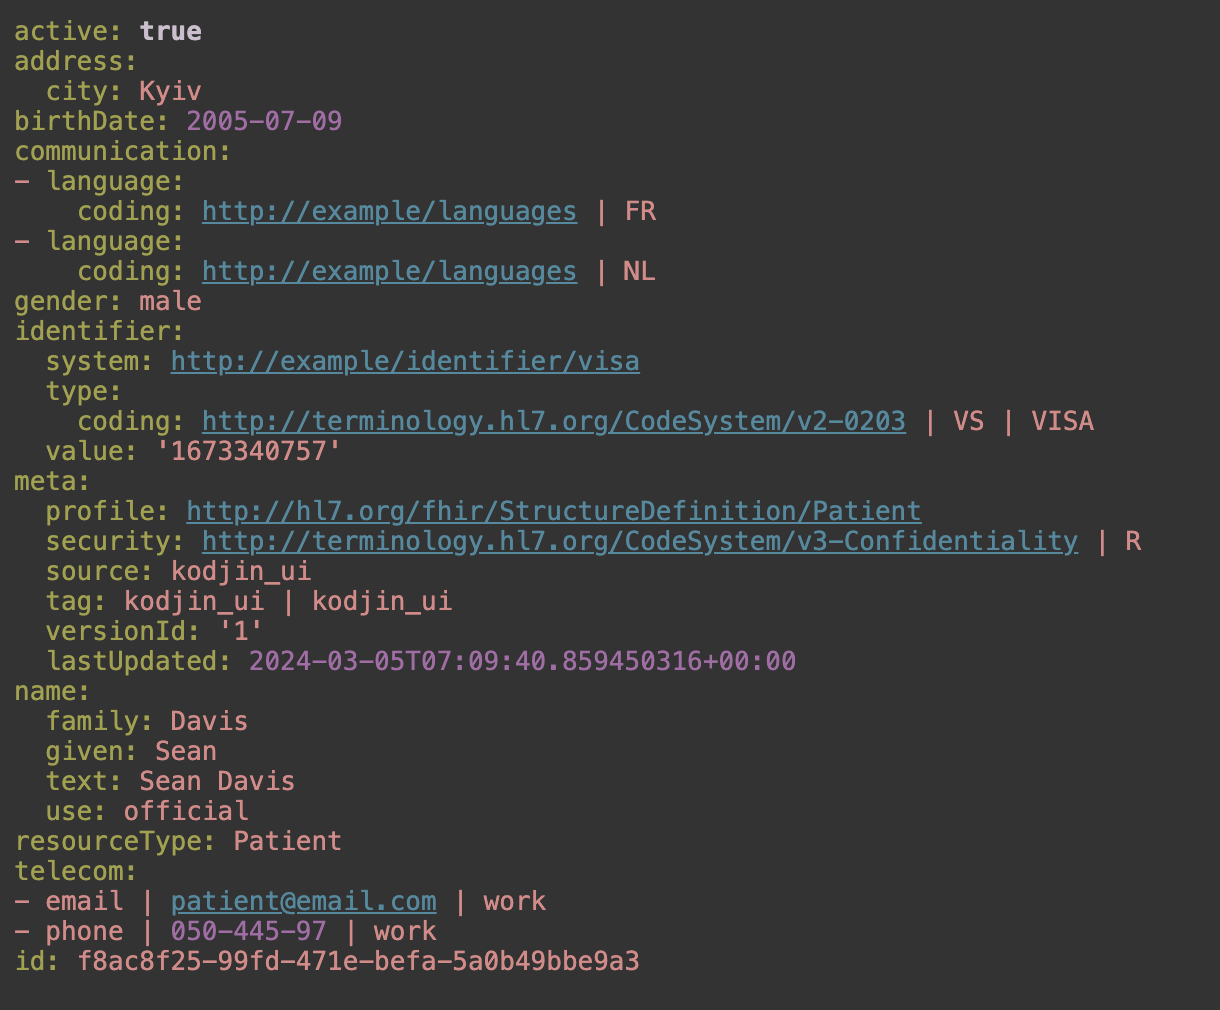 active: true
address:
  city: Kyiv
birthDate: 2005-07-09
communication:
- language:
    coding: http://example/languages | FR
- language:
    coding: http://example/languages | NL
gender: male
identifier:
  system: http://example/identifier/visa
  type:
    coding: http://terminology.hl7.org/CodeSystem/v2-0203 | VS | VISA
  value: '1673340757'
meta:
  profile: http://hl7.org/fhir/StructureDefinition/Patient
  security: http://terminology.hl7.org/CodeSystem/v3-Confidentiality | R
  source: kodjin_ui
  tag: kodjin_ui | kodjin_ui
  versionId: '1'
  lastUpdated: 2024-03-05T07:09:40.859450316+00:00
name:
  family: Davis
  given: Sean
  text: Sean Davis
  use: official
resourceType: Patient
telecom:
- email | patient@email.com | work
- phone | 050-445-97 | work
id: f8ac8f25-99fd-471e-befa-5a0b49bbe9a3